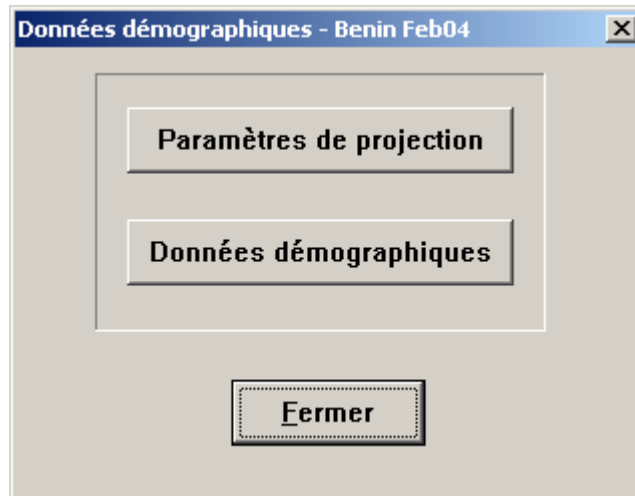 Données démographiques - Benin Feb04
Paramètres de projection
Données démographiques
Fermer